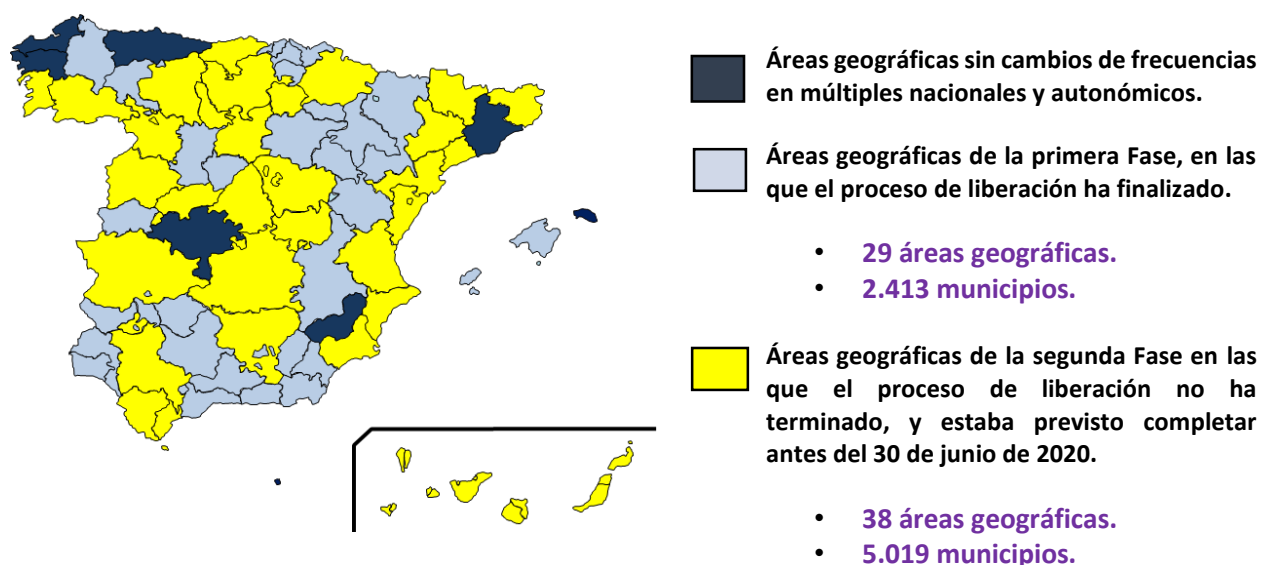 Áreas geográficas sin cambios de frecuencias
en múltiples nacionales y autonómicos.
Áreas geográficas de la primera Fase, en las
que el proceso de liberación ha finalizado.
• 29 áreas geográficas.
• 2.413 municipios.
Áreas geográficas de la segunda Fase en las
que el proceso de liberación no ha
terminado, y estaba previsto completar
antes del 30 de junio de 2020.
• 38 áreas geográficas.
• 5.019 municipios.